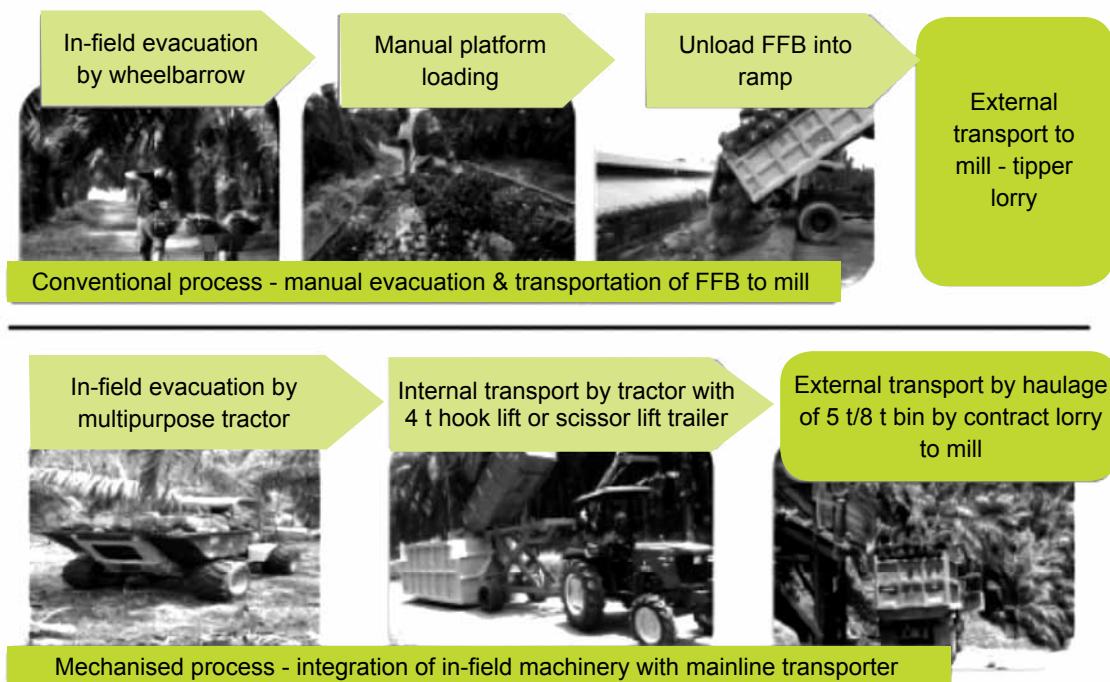 In-field evacuation
by wheelbarrow
Manual platform
loading
Unload FFB into
ramp
External
transport to
mill - tipper
lorry
Conventional process - manual evacuation & transportation of FFB to mill
In-field evacuation by
multipurpose tractor
Internal transport by tractor with
4 t hook lift or scissor lift trailer
External transport by haulage
of 5 t/8 t bin by contract lorry
to mill
Mechanised process - integration of in-field machinery with mainline transporter